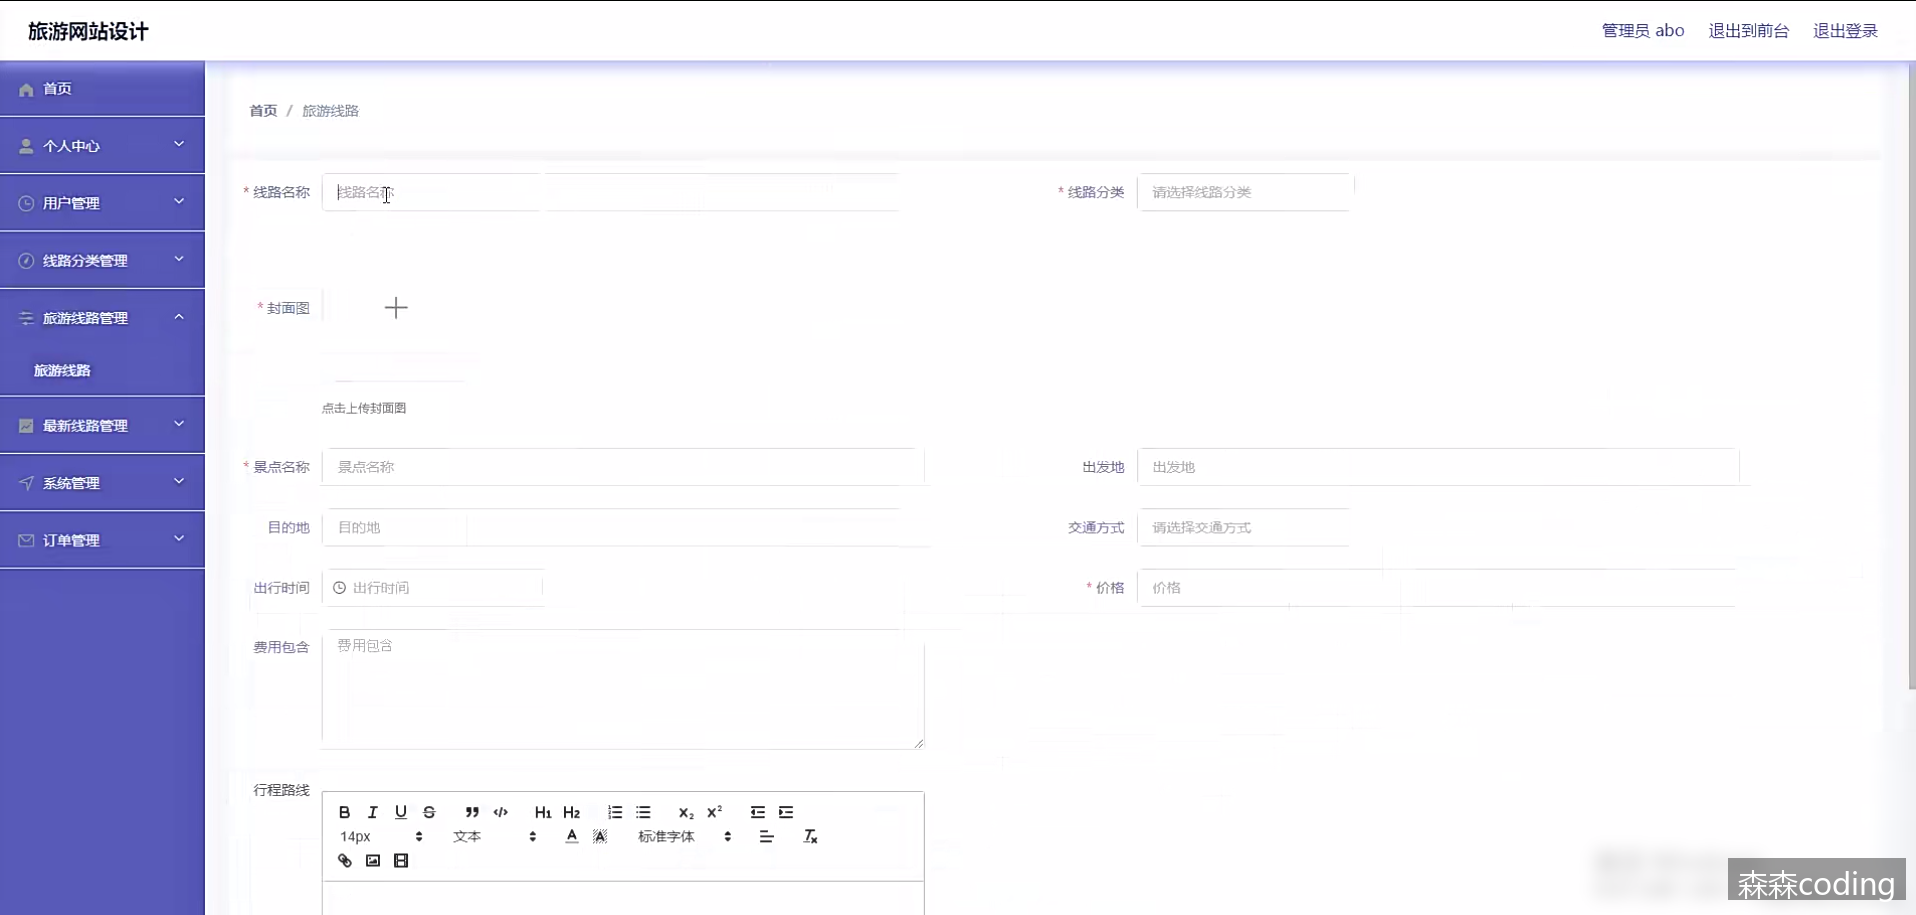 旅游网站设计
管理员 abo 退出到前台 退出登录
首页
个人中心
用户管理
线路分类管理
旅游线路管理
旅游线路
最新线路管理
系统管理
订单管理
首页 / 旅游线路
* 线路名称 线路名称
* 线路分类 请选择线路分类
* 封面图
点击上传封面图
* 景点名称 景点名称
出发地 出发地
目的地 目的地
交通方式 请选择交通方式
出行时间 出行时间
* 价格 价格
费用包含 费用包含
行程路线
B I U S H1 H2 X2 X2
14px 文本 A A 标准字体 Tx
森森coding